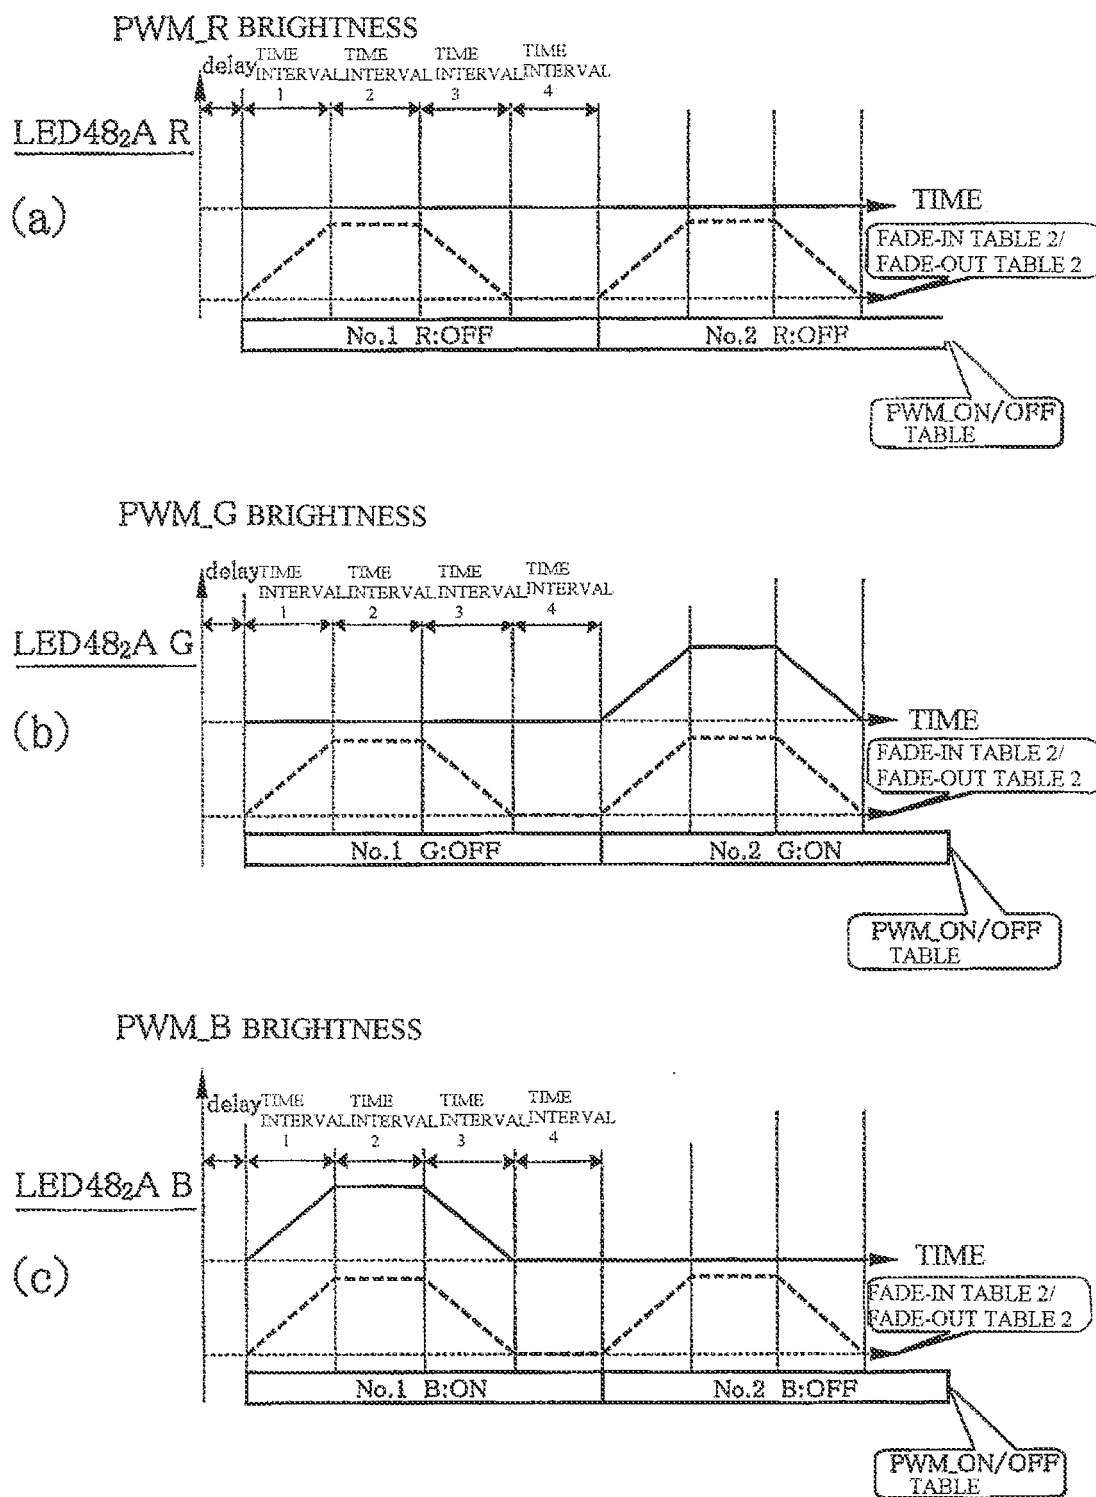 PWM_R BRIGHTNESS
delay
TIME INTERVAL 1
TIME INTERVAL 2
TIME INTERVAL 3
TIME INTERVAL 4
LED48₂A R
(a)
TIME
FADE-IN TABLE 2/
FADE-OUT TABLE 2
No.1 R:OFF
No.2 R:OFF
PWM_ON/OFF
TABLE
PWM_G BRIGHTNESS
delay
TIME INTERVAL 1
TIME INTERVAL 2
TIME INTERVAL 3
TIME INTERVAL 4
LED48₂A G
(b)
TIME
FADE-IN TABLE 2/
FADE-OUT TABLE 2
No.1 G:OFF
No.2 G:ON
PWM_ON/OFF
TABLE
PWM_B BRIGHTNESS
delay
TIME INTERVAL 1
TIME INTERVAL 2
TIME INTERVAL 3
TIME INTERVAL 4
LED48₂A B
(c)
TIME
FADE-IN TABLE 2/
FADE-OUT TABLE 2
No.1 B:ON
No.2 B:OFF
PWM_ON/OFF
TABLE